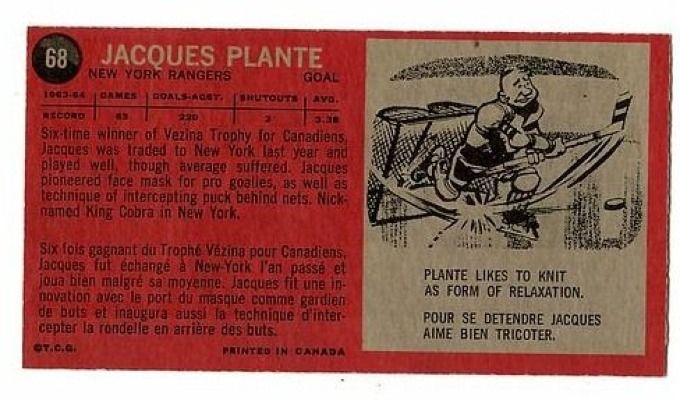 68
JACQUES PLANTE
NEW YORK RANGERS GOAL
1963-64 GAMES GOALS-AGST. SHUTOUTS AVG.
RECORD 65 220 3 3.38
Six-time winner of Vezina Trophy for Canadiens,
Jacques was traded to New York last year and
played well, though average suffered. Jacques
pioneered face mask for pro goalies, as well as
technique of intercepting puck behind nets. Nick-
named King Cobra in New York.
Six fois gagnant du Trophé Vézina pour Canadiens,
Jacques fut échangé à New-York l'an passé et
joua bien malgré sa moyenne. Jacques fit une in-
novation avec le port du masque comme gardien
de buts et inaugura aussi la technique d'inter-
cepter la rondelle en arrière des buts.
©T.C.G. PRINTED IN CANADA
PLANTE LIKES TO KNIT
AS FORM OF RELAXATION.
POUR SE DETENDRE JACQUES
AIME BIEN TRICOTER.